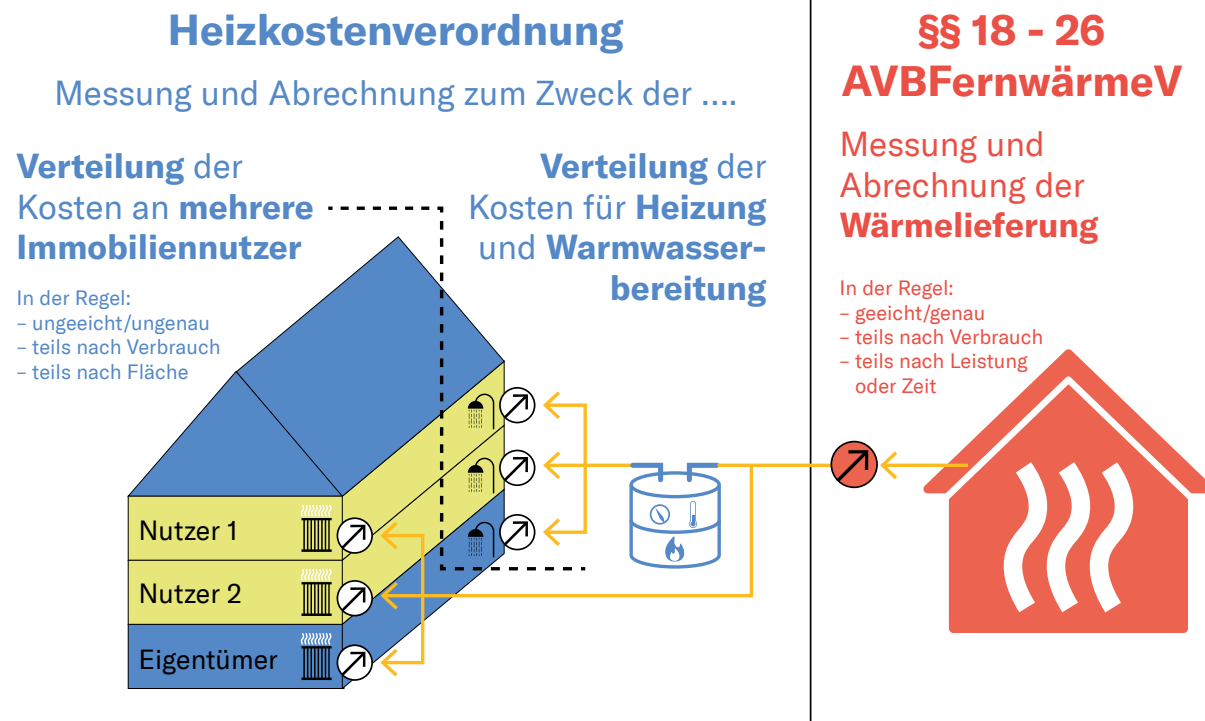 Heizkostenverordnung
Messung und Abrechnung zum Zweck der ....
Verteilung der
Kosten an mehrere
Immobiliennutzer
In der Regel:
– ungeeicht/ungenau
– teils nach Verbrauch
– teils nach Fläche
Verteilung der
Kosten für Heizung
und Warmwasser-
bereitung
Nutzer 1
Nutzer 2
Eigentümer
§§ 18 - 26
AVBFernwärmeV
Messung und
Abrechnung der
Wärmelieferung
In der Regel:
– geeicht/genau
– teils nach Verbrauch
– teils nach Leistung
oder Zeit